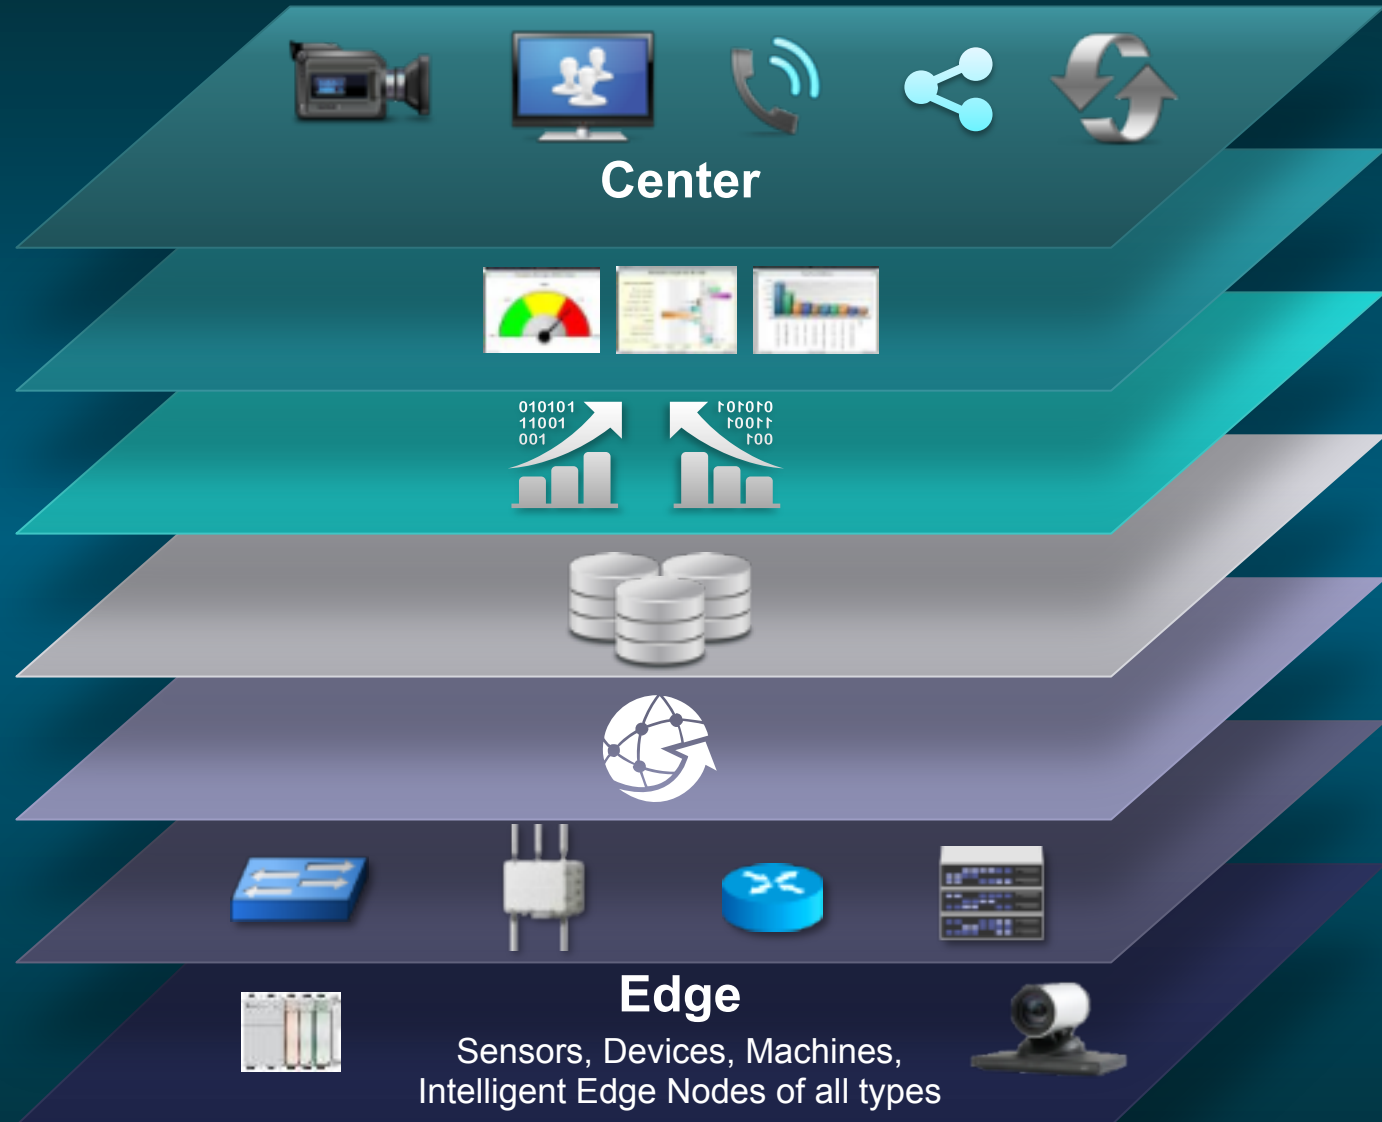 Center
010101
11001
001
010101
11001
001
Edge
Sensors, Devices, Machines,
Intelligent Edge Nodes of all types